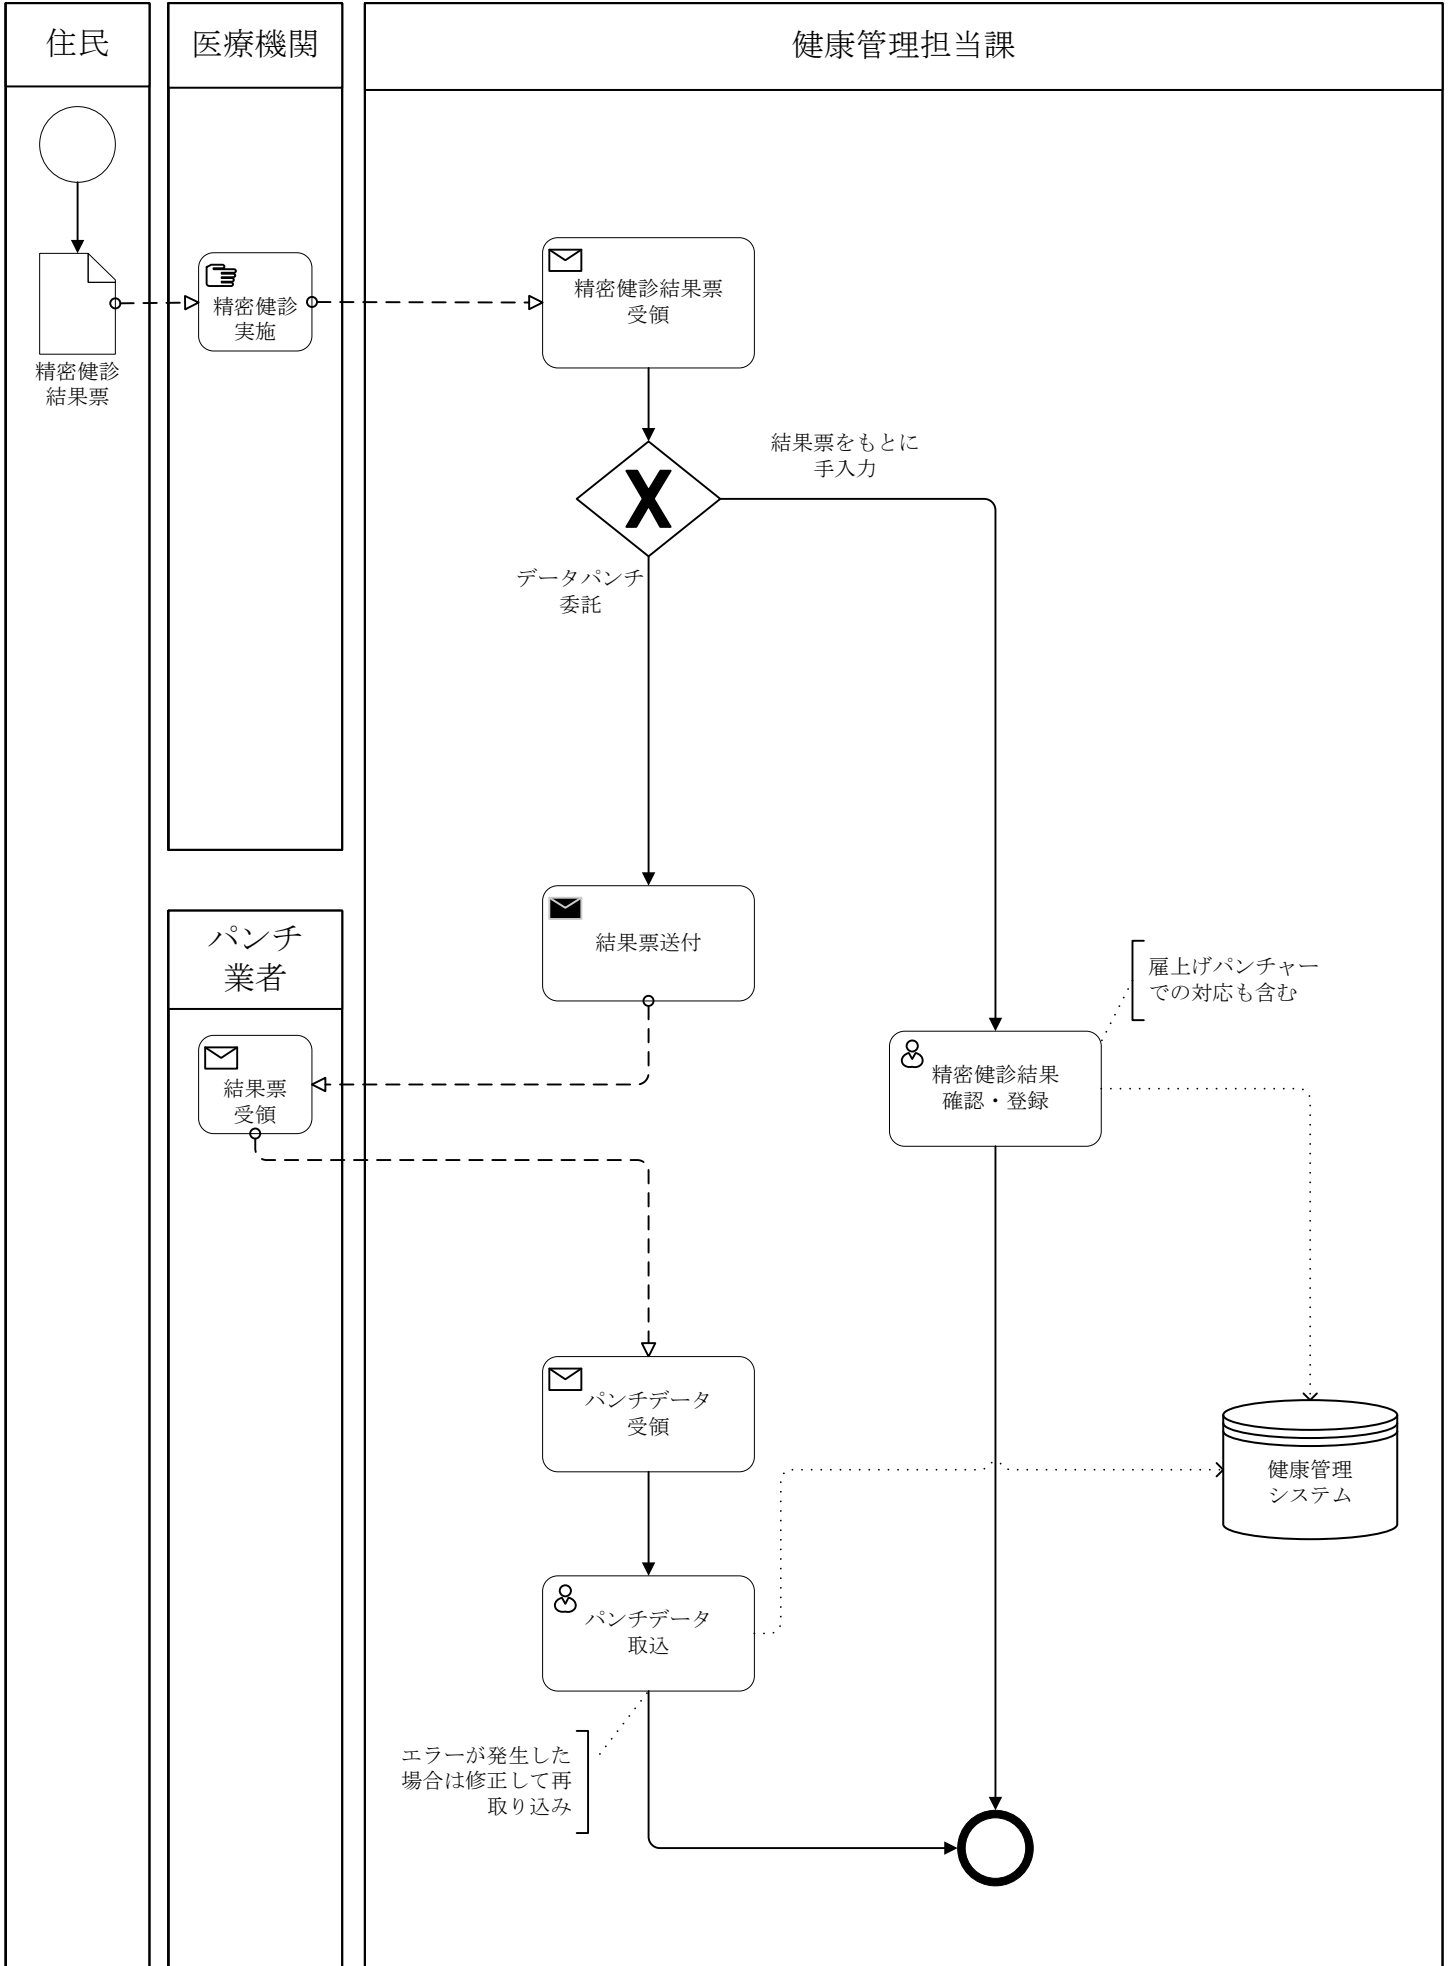 住民
医療機関
健康管理担当課
精密健診
結果票
精密健診
実施
精密健診結果票
受領
結果票をもとに
手入力
データパンチ
委託
結果票送付
パンチ
業者
結果票
受領
雇上げパンチャー
での対応も含む
精密健診結果
確認・登録
パンチデータ
受領
健康管理
システム
パンチデータ
取込
エラーが発生した
場合は修正して再
取り込み